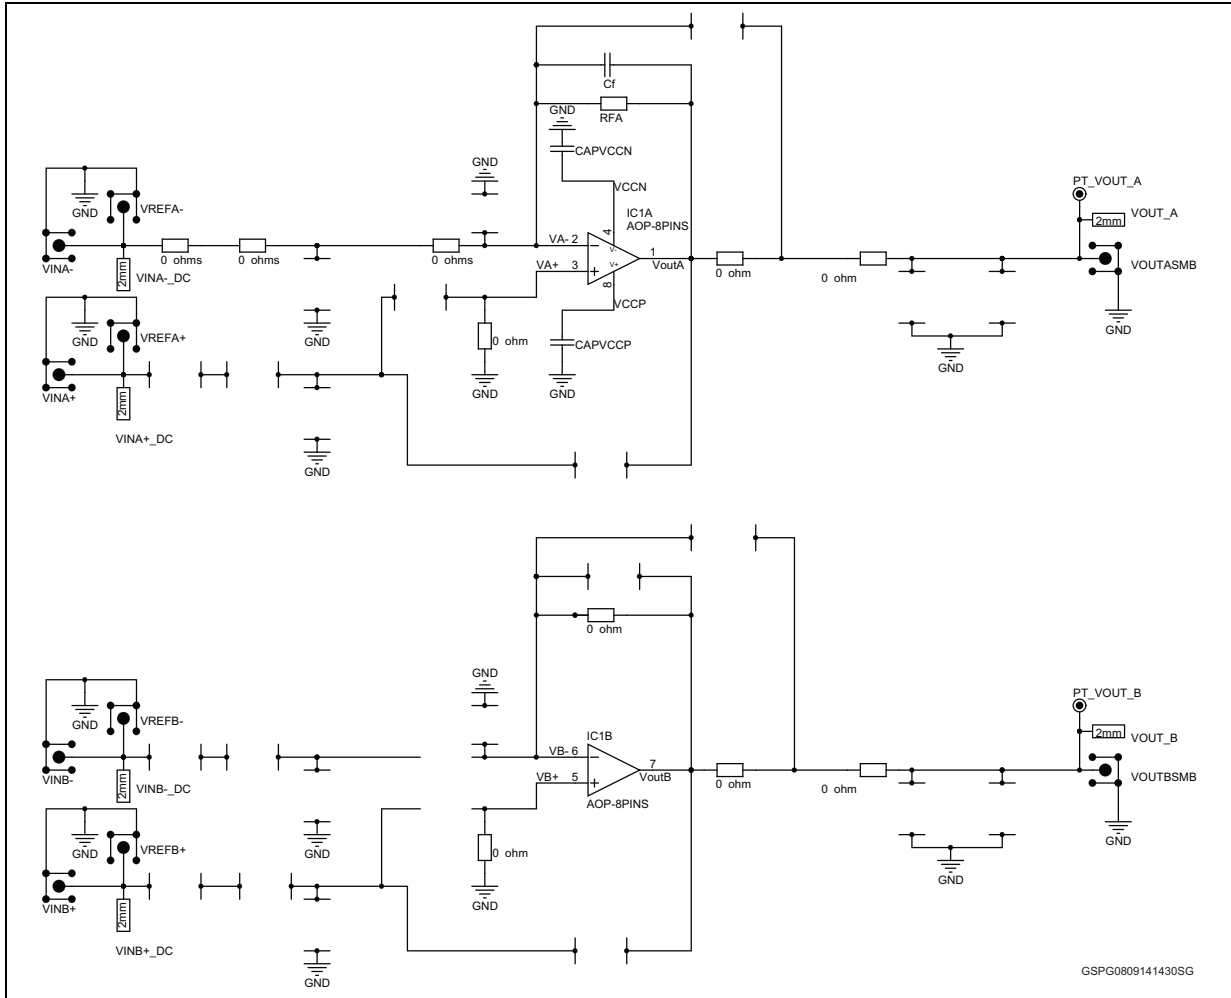 Cf
GND
RFA
CAPVCCN
GND
VCCN
PT_VOUT_A
GND
VREFA-
IC1A
AOP-8PINS
VOUT_A
2mm
4
V-
VA- 2
1
VINA-
2mm
VINA-_DC
0 ohms
0 ohms
0 ohms
VA+ 3
V+
VoutA
0 ohm
0 ohm
VOUTASMB
8
VCCP
GND
GND
VREFA+
GND
0 ohm
CAPVCCP
GND
VINA+
2mm
GND
GND
VINA+_DC
GND
0 ohm
GND
PT_VOUT_B
GND
VREFB-
IC1B
2mm
VOUT_B
VB- 6
7
VINB-
2mm
VINB-_DC
VB+ 5
VoutB
0 ohm
0 ohm
VOUTBSMB
AOP-8PINS
GND
GND
VREFB+
GND
0 ohm
GND
VINB+
2mm
GND
VINB+_DC
GND
GSPG0809141430SG